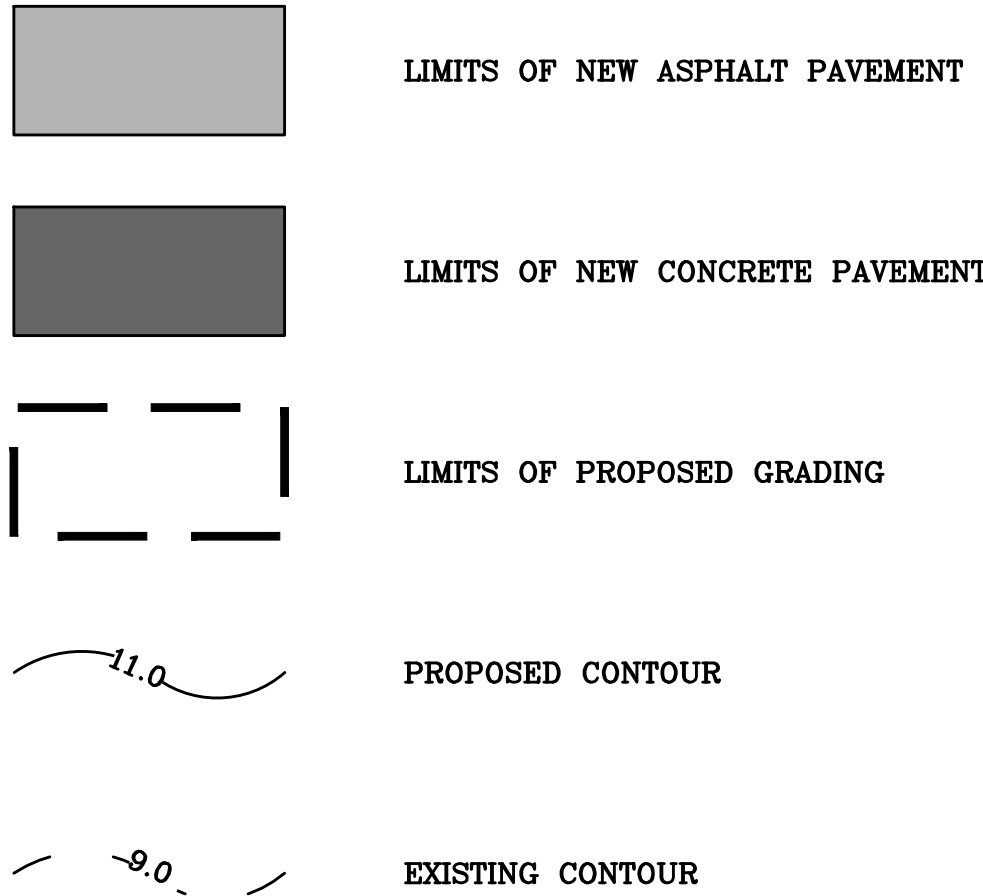 LIMITS OF NEW ASPHALT PAVEMENT
LIMITS OF NEW CONCRETE PAVEMENT
LIMITS OF PROPOSED GRADING
11.0 PROPOSED CONTOUR
9.0 EXISTING CONTOUR